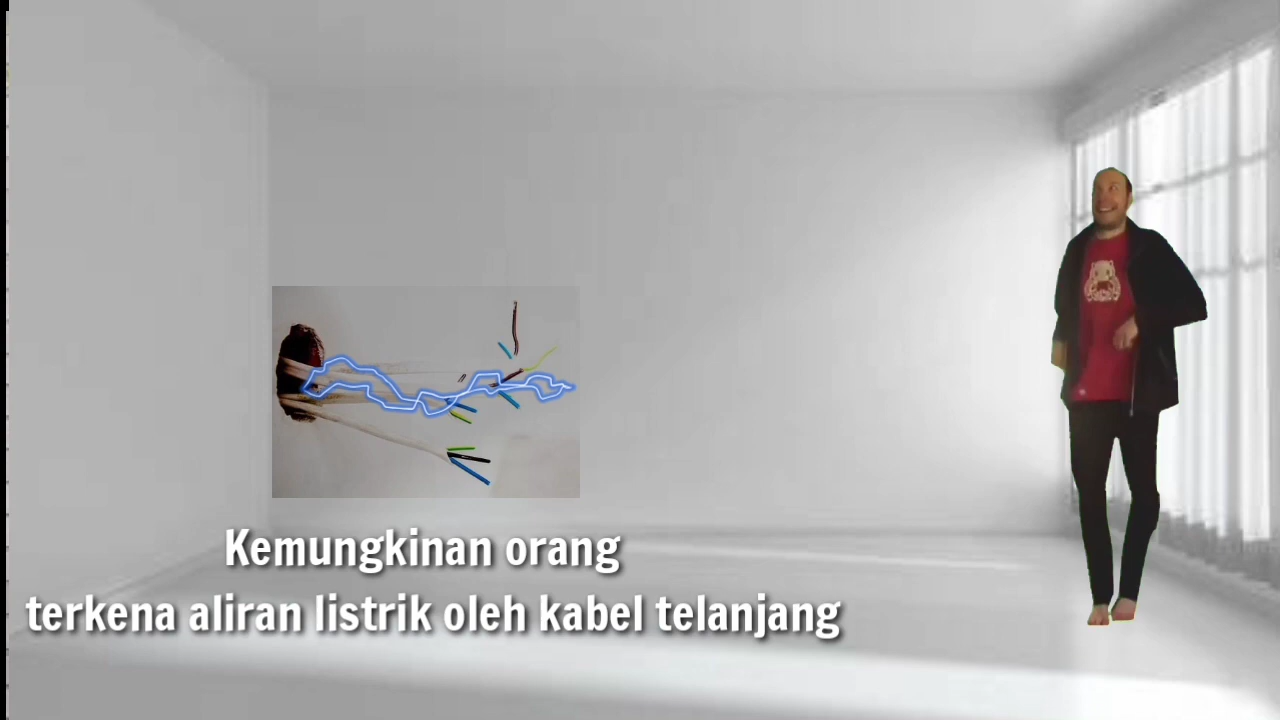 Kemungkinan orang
terkena aliran listrik oleh kabel telanjang